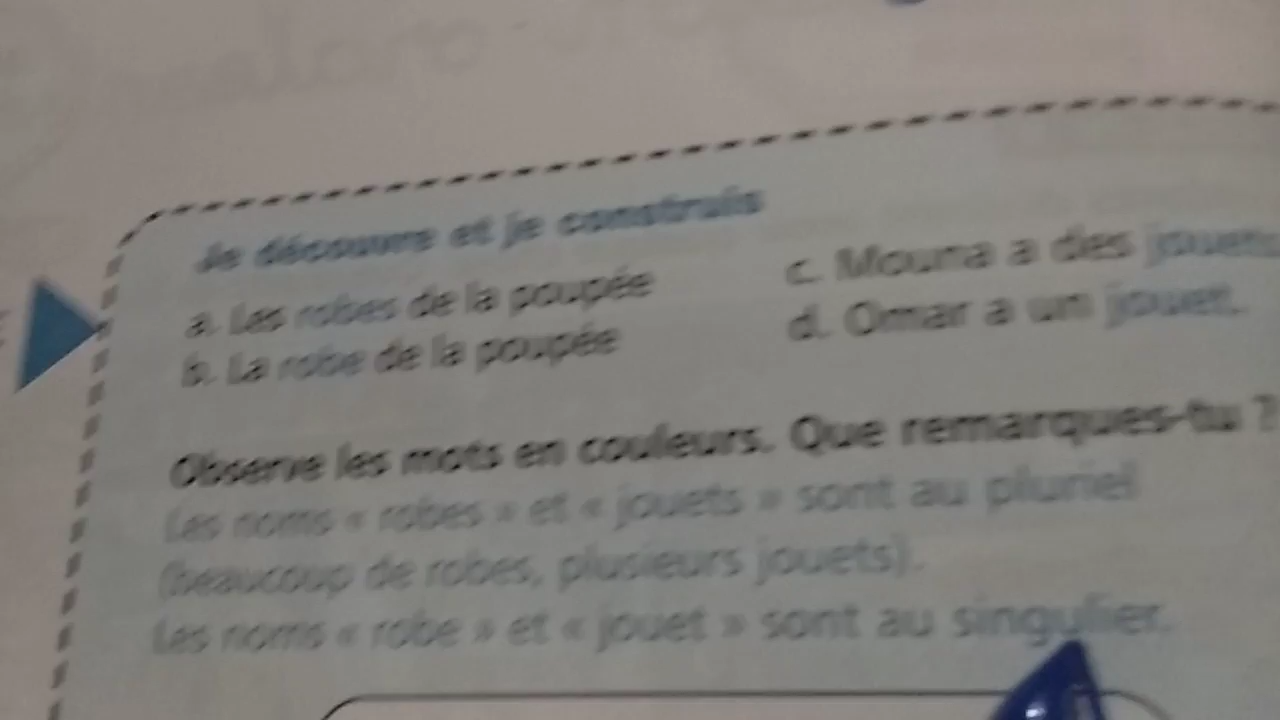 Je découvre et je construis
a. Les robes de la poupée
b. La robe de la poupée
c. Mouna a des jouets
d. Omar a un jouet.
Observe les mots en couleurs. Que remarques-tu ?
Les noms « robes » et « jouets » sont au pluriel
(beaucoup de robes, plusieurs jouets).
Les noms « robe » et « jouet » sont au singulier.